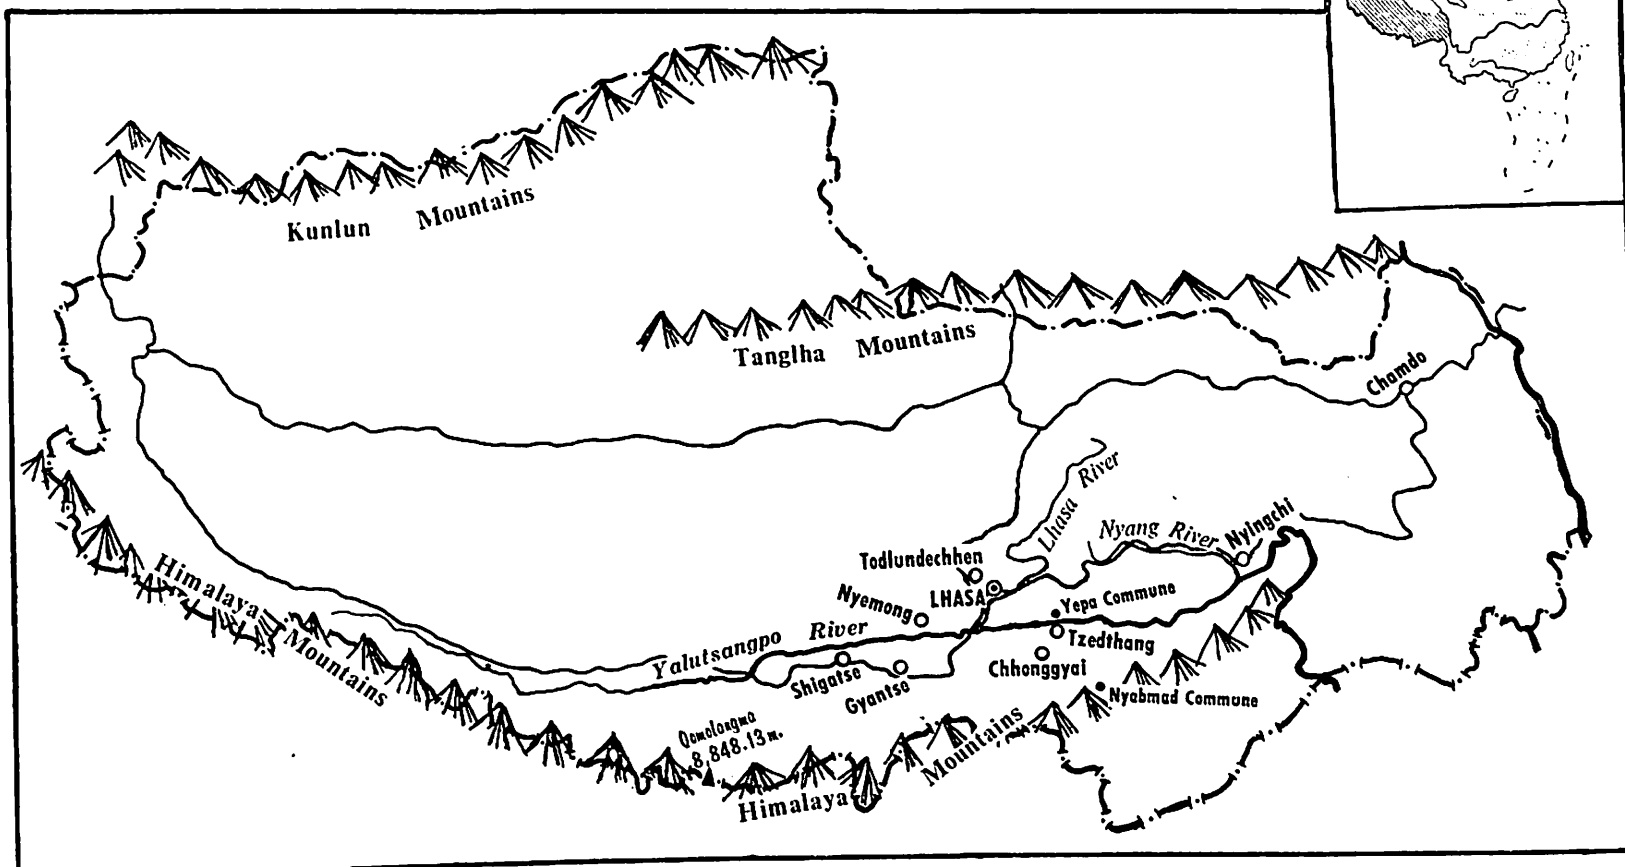 Kunlun Mountains
Tanglha Mountains
Chamdo
Lhasa River
Nyang River
Nyingchi
Todlundechhen
LHASA
Nyemong
Yepa Commune
Yalutsangpo River
Tzedthang
Shigatse
Gyantse
Chhonggyai
Nyabmad Commune
Himalaya Mountains
Qomolongma
8,848.13 m.
Himalaya Mountains